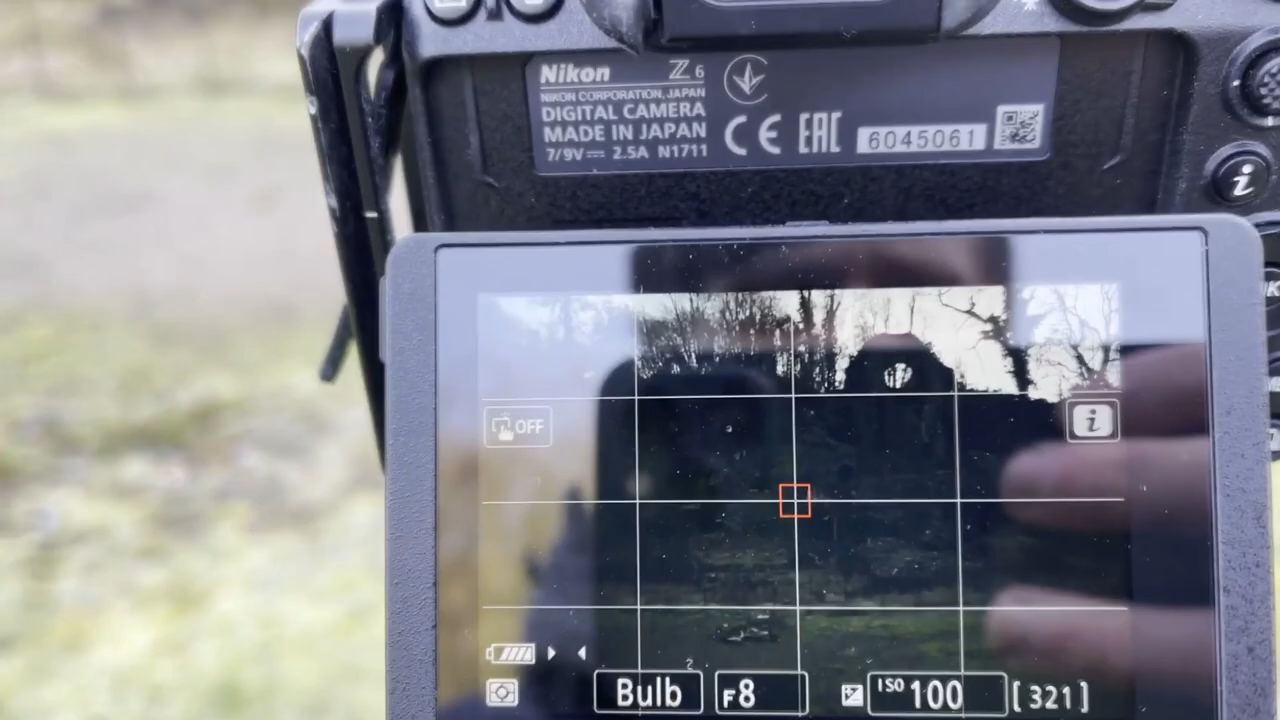 Nikon Z 6
NIKON CORPORATION, JAPAN
DIGITAL CAMERA
MADE IN JAPAN
7/9V⎓ 2.5A N1711
CE EAC 6045061
i
OFF
i
Bulb F8 ISO 100 [321]